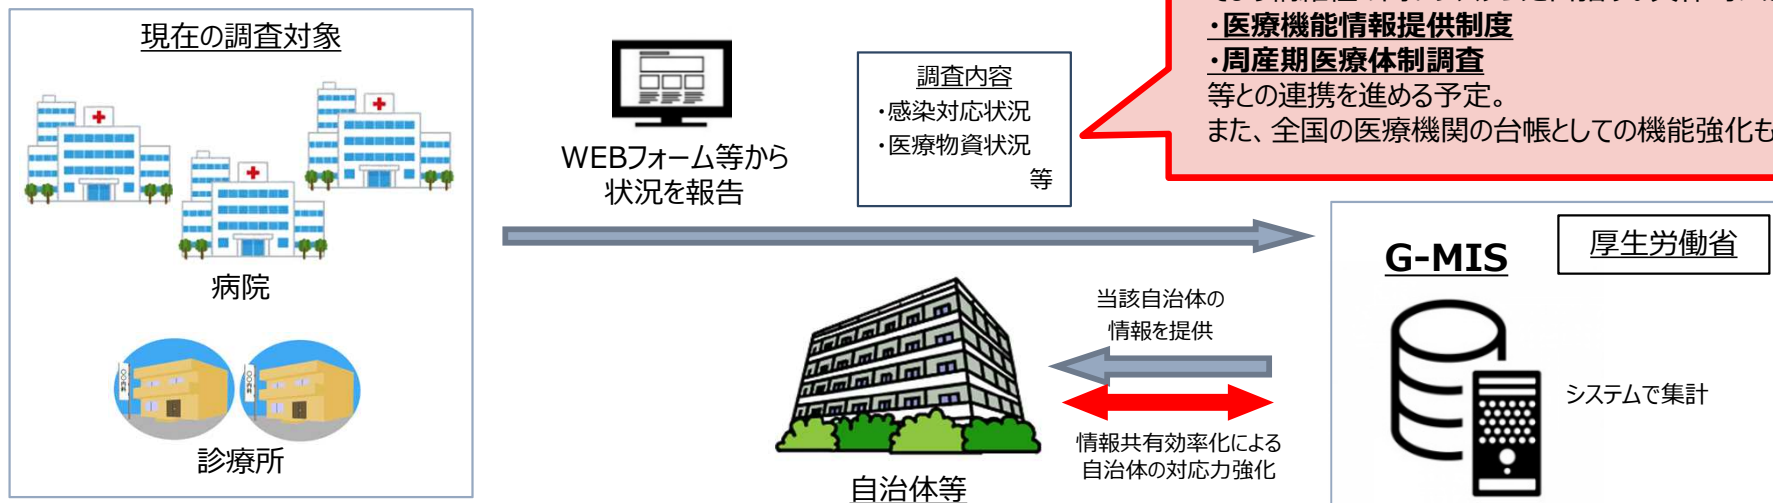 現在の調査対象
病院
診療所
WEBフォーム等から
状況を報告
調査内容
・感染対応状況
・医療物資状況
等
・医療機能情報提供制度
・周産期医療体制調査
等との連携を進める予定。
また、全国の医療機関の台帳としての機能強化も
G-MIS
厚生労働省
システムで集計
当該自治体の
情報を提供
情報共有効率化による
自治体の対応力強化
自治体等